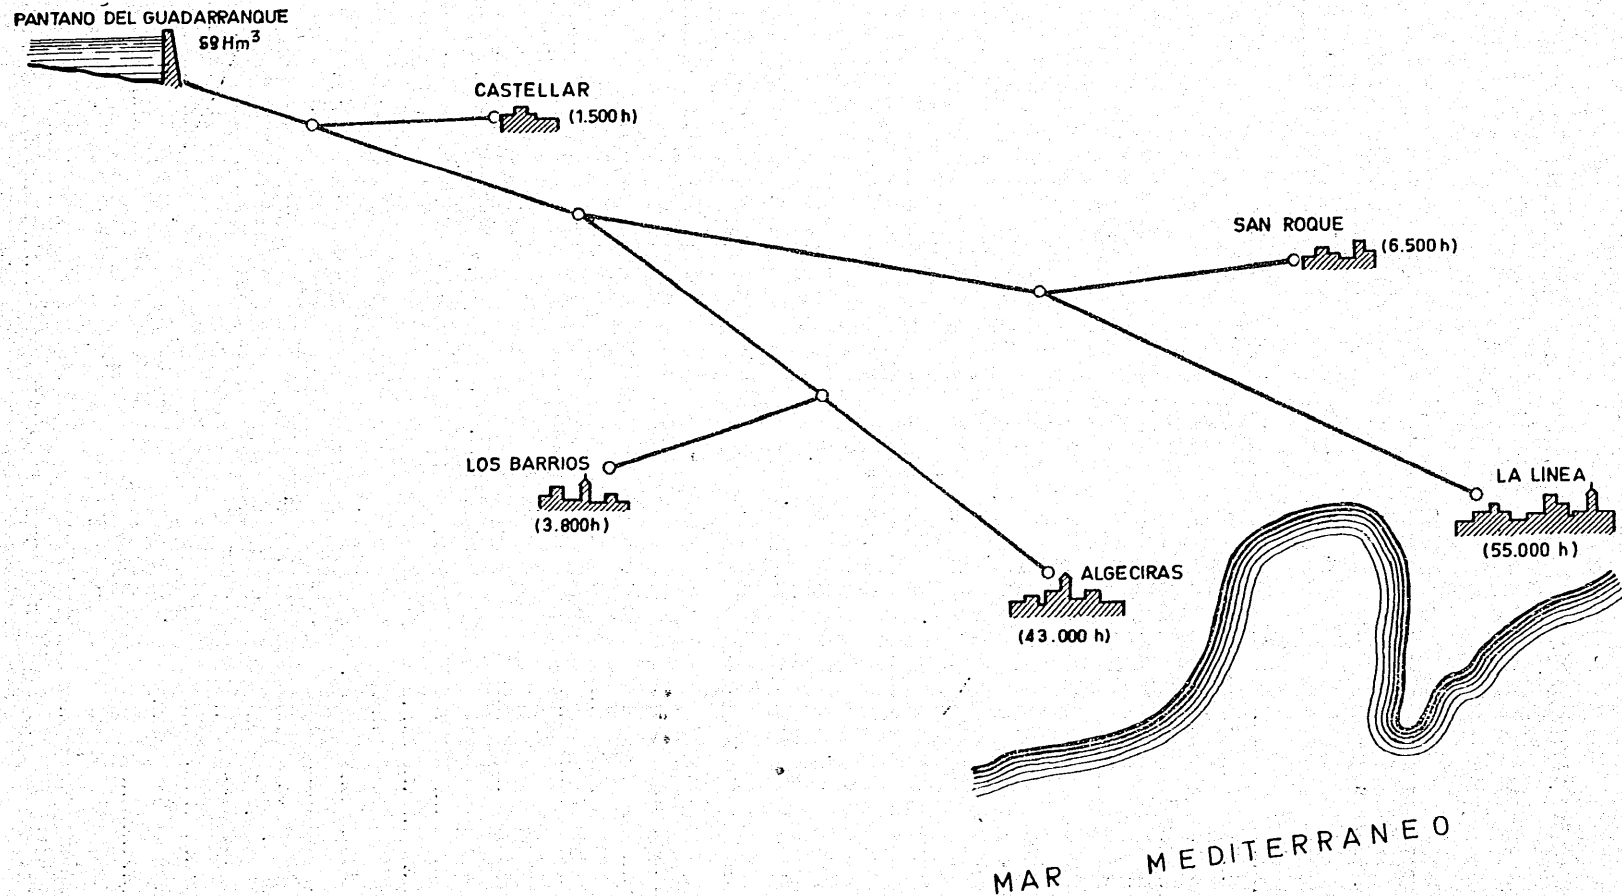 PANTANO DEL GUADARRANQUE
Hm³
CASTELLAR
(1.500 h)
SAN ROQUE
(6.500 h)
LOS BARRIOS
(3.800h)
LA LINEA
(55.000 h)
ALGECIRAS
(43.000 h)
MAR MEDITERRANEO